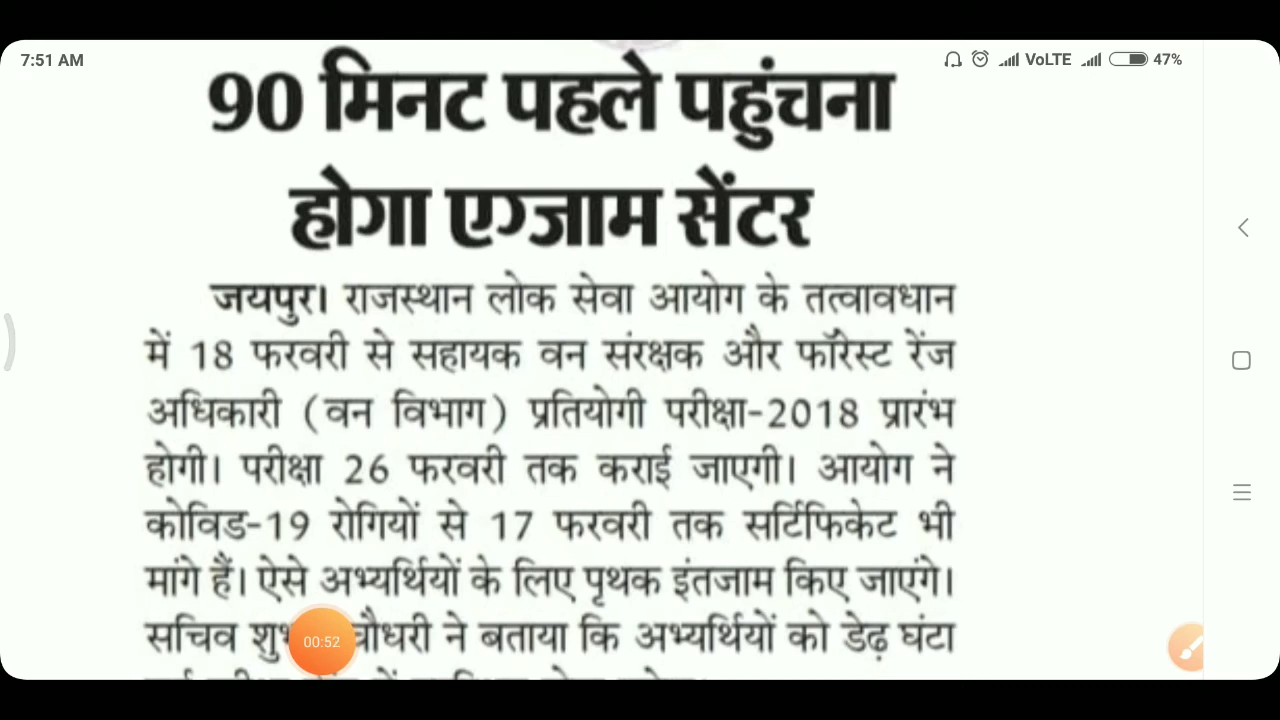 7:51 AM VoLTE 47%
90 मिनट पहले पहुंचना
होगा एग्जाम सेंटर
जयपुर। राजस्थान लोक सेवा आयोग के तत्वावधान
में 18 फरवरी से सहायक वन संरक्षक और फॉरेस्ट रेंज
अधिकारी (वन विभाग) प्रतियोगी परीक्षा-2018 प्रारंभ
होगी। परीक्षा 26 फरवरी तक कराई जाएगी। आयोग ने
कोविड-19 रोगियों से 17 फरवरी तक सर्टिफिकेट भी
मांगे हैं। ऐसे अभ्यर्थियों के लिए पृथक इंतजाम किए जाएंगे।
सचिव चौधरी ने बताया कि अभ्यर्थियों को डेढ़ घंटा
00:52